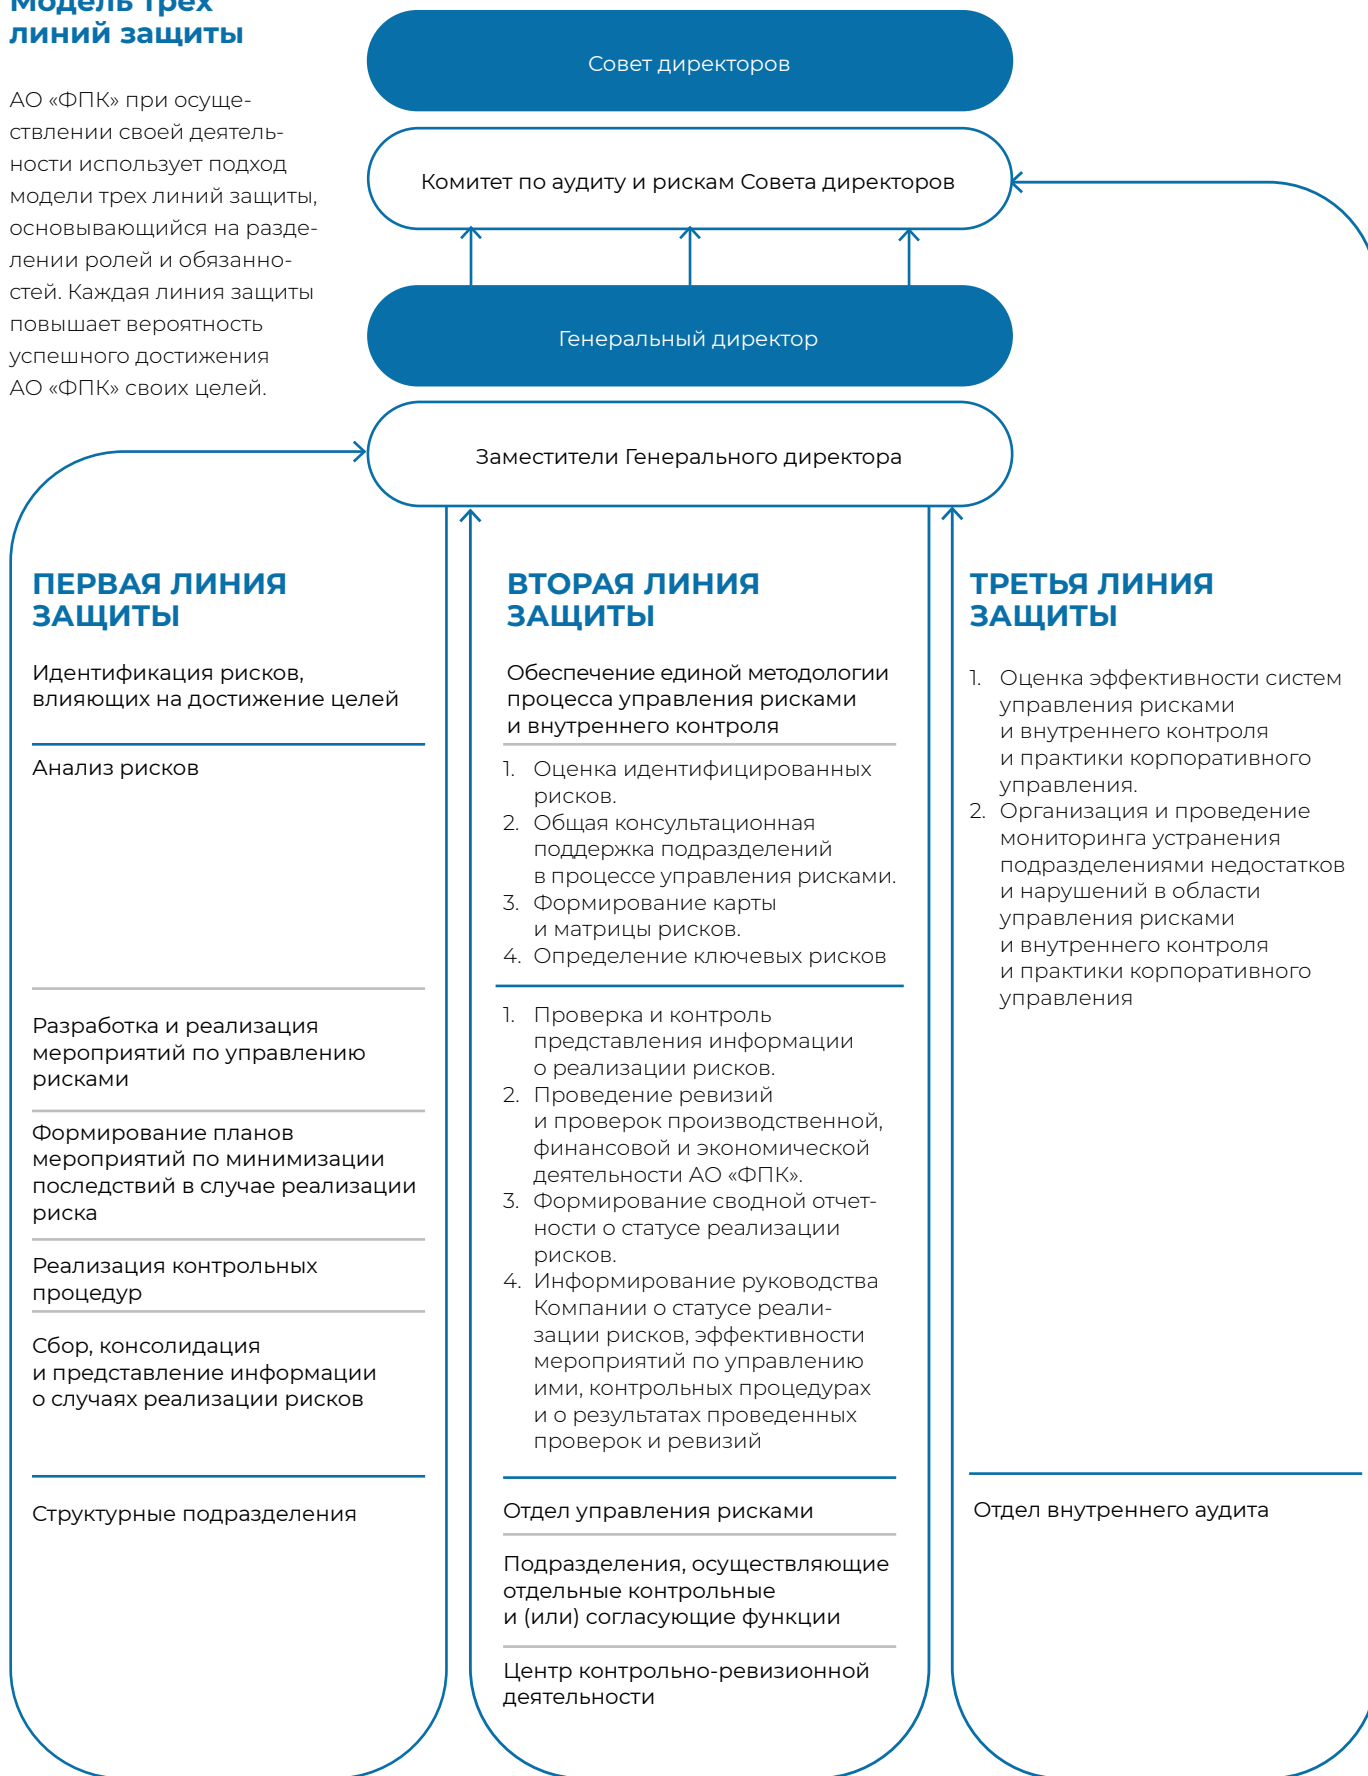 Модель трех
линий защиты
АО «ФПК» при осуще-
ствлении своей деятель-
ности использует подход
модели трех линий защиты,
основывающийся на разде-
лении ролей и обязанно-
стей. Каждая линия защиты
повышает вероятность
успешного достижения
АО «ФПК» своих целей.
Совет директоров
Комитет по аудиту и рискам Совета директоров
Генеральный директор
Заместители Генерального директора
ПЕРВАЯ ЛИНИЯ
ЗАЩИТЫ
Идентификация рисков,
влияющих на достижение целей
Анализ рисков
Разработка и реализация
мероприятий по управлению
рисками
Формирование планов
мероприятий по минимизации
последствий в случае реализации
риска
Реализация контрольных
процедур
Сбор, консолидация
и представление информации
о случаях реализации рисков
Структурные подразделения
ВТОРАЯ ЛИНИЯ
ЗАЩИТЫ
Обеспечение единой методологии
процесса управления рисками
и внутреннего контроля
1. Оценка идентифицированных
рисков.
2. Общая консультационная
поддержка подразделений
в процессе управления рисками.
3. Формирование карты
и матрицы рисков.
4. Определение ключевых рисков
1. Проверка и контроль
представления информации
о реализации рисков.
2. Проведение ревизий
и проверок производственной,
финансовой и экономической
деятельности АО «ФПК».
3. Формирование сводной отчет-
ности о статусе реализации
рисков.
4. Информирование руководства
Компании о статусе реали-
зации рисков, эффективности
мероприятий по управлению
ими, контрольных процедурах
и о результатах проведенных
проверок и ревизий
Отдел управления рисками
Подразделения, осуществляющие
отдельные контрольные
и (или) согласующие функции
Центр контрольно-ревизионной
деятельности
ТРЕТЬЯ ЛИНИЯ
ЗАЩИТЫ
1. Оценка эффективности систем
управления рисками
и внутреннего контроля
и практики корпоративного
управления.
2. Организация и проведение
мониторинга устранения
подразделениями недостатков
и нарушений в области
управления рисками
и внутреннего контроля
и практики корпоративного
управления
Отдел внутреннего аудита